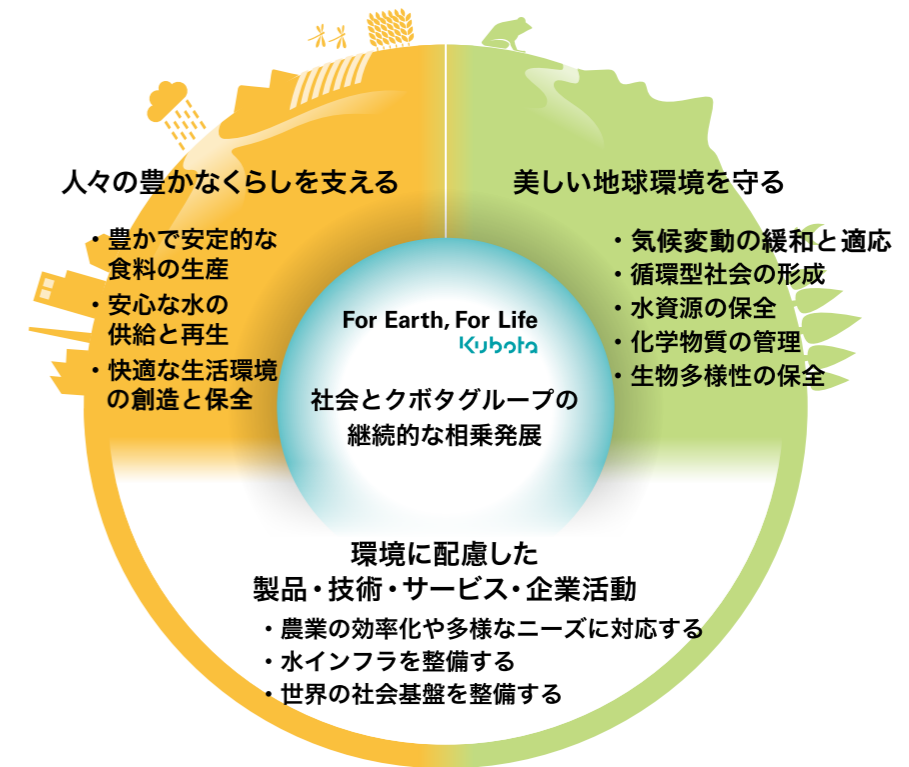 人々の豊かなくらしを支える
・豊かで安定的な
食料の生産
・安心な水の
供給と再生
・快適な生活環境
の創造と保全
美しい地球環境を守る
・気候変動の緩和と適応
・循環型社会の形成
・水資源の保全
・化学物質の管理
・生物多様性の保全
For Earth, For Life
Kubota
社会とクボタグループの
継続的な相乗発展
環境に配慮した
製品・技術・サービス・企業活動
・農業の効率化や多様なニーズに対応する
・水インフラを整備する
・世界の社会基盤を整備する